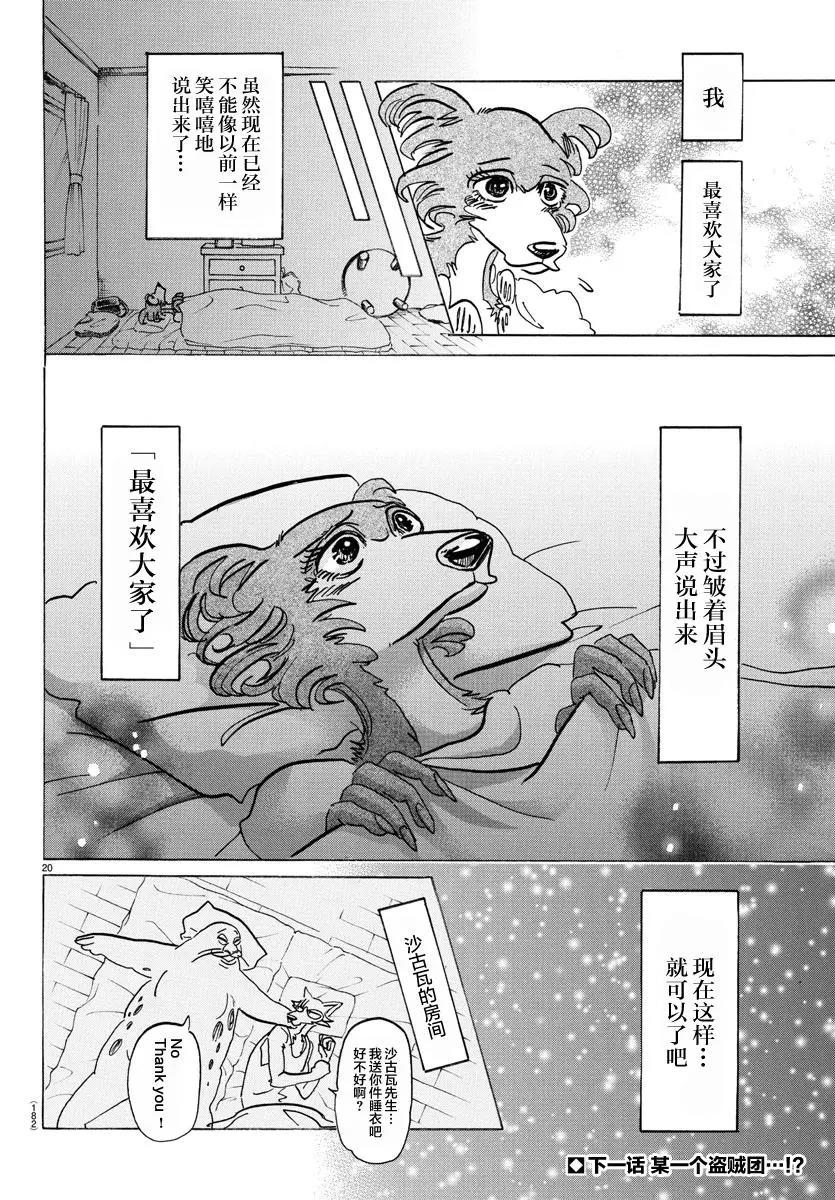 我
最喜欢大家了
虽然现在已经
不能像以前一样
笑嘻嘻地
说出来了…
不过皱着眉头
大声说出来
「最喜欢大家了」
20
现在这样…
就可以了吧
沙古瓦的房间
沙古瓦先生…
我送你件睡衣吧
好不好啊？
No
Thank you！
(182)
下一话 某一个盗贼团…!?